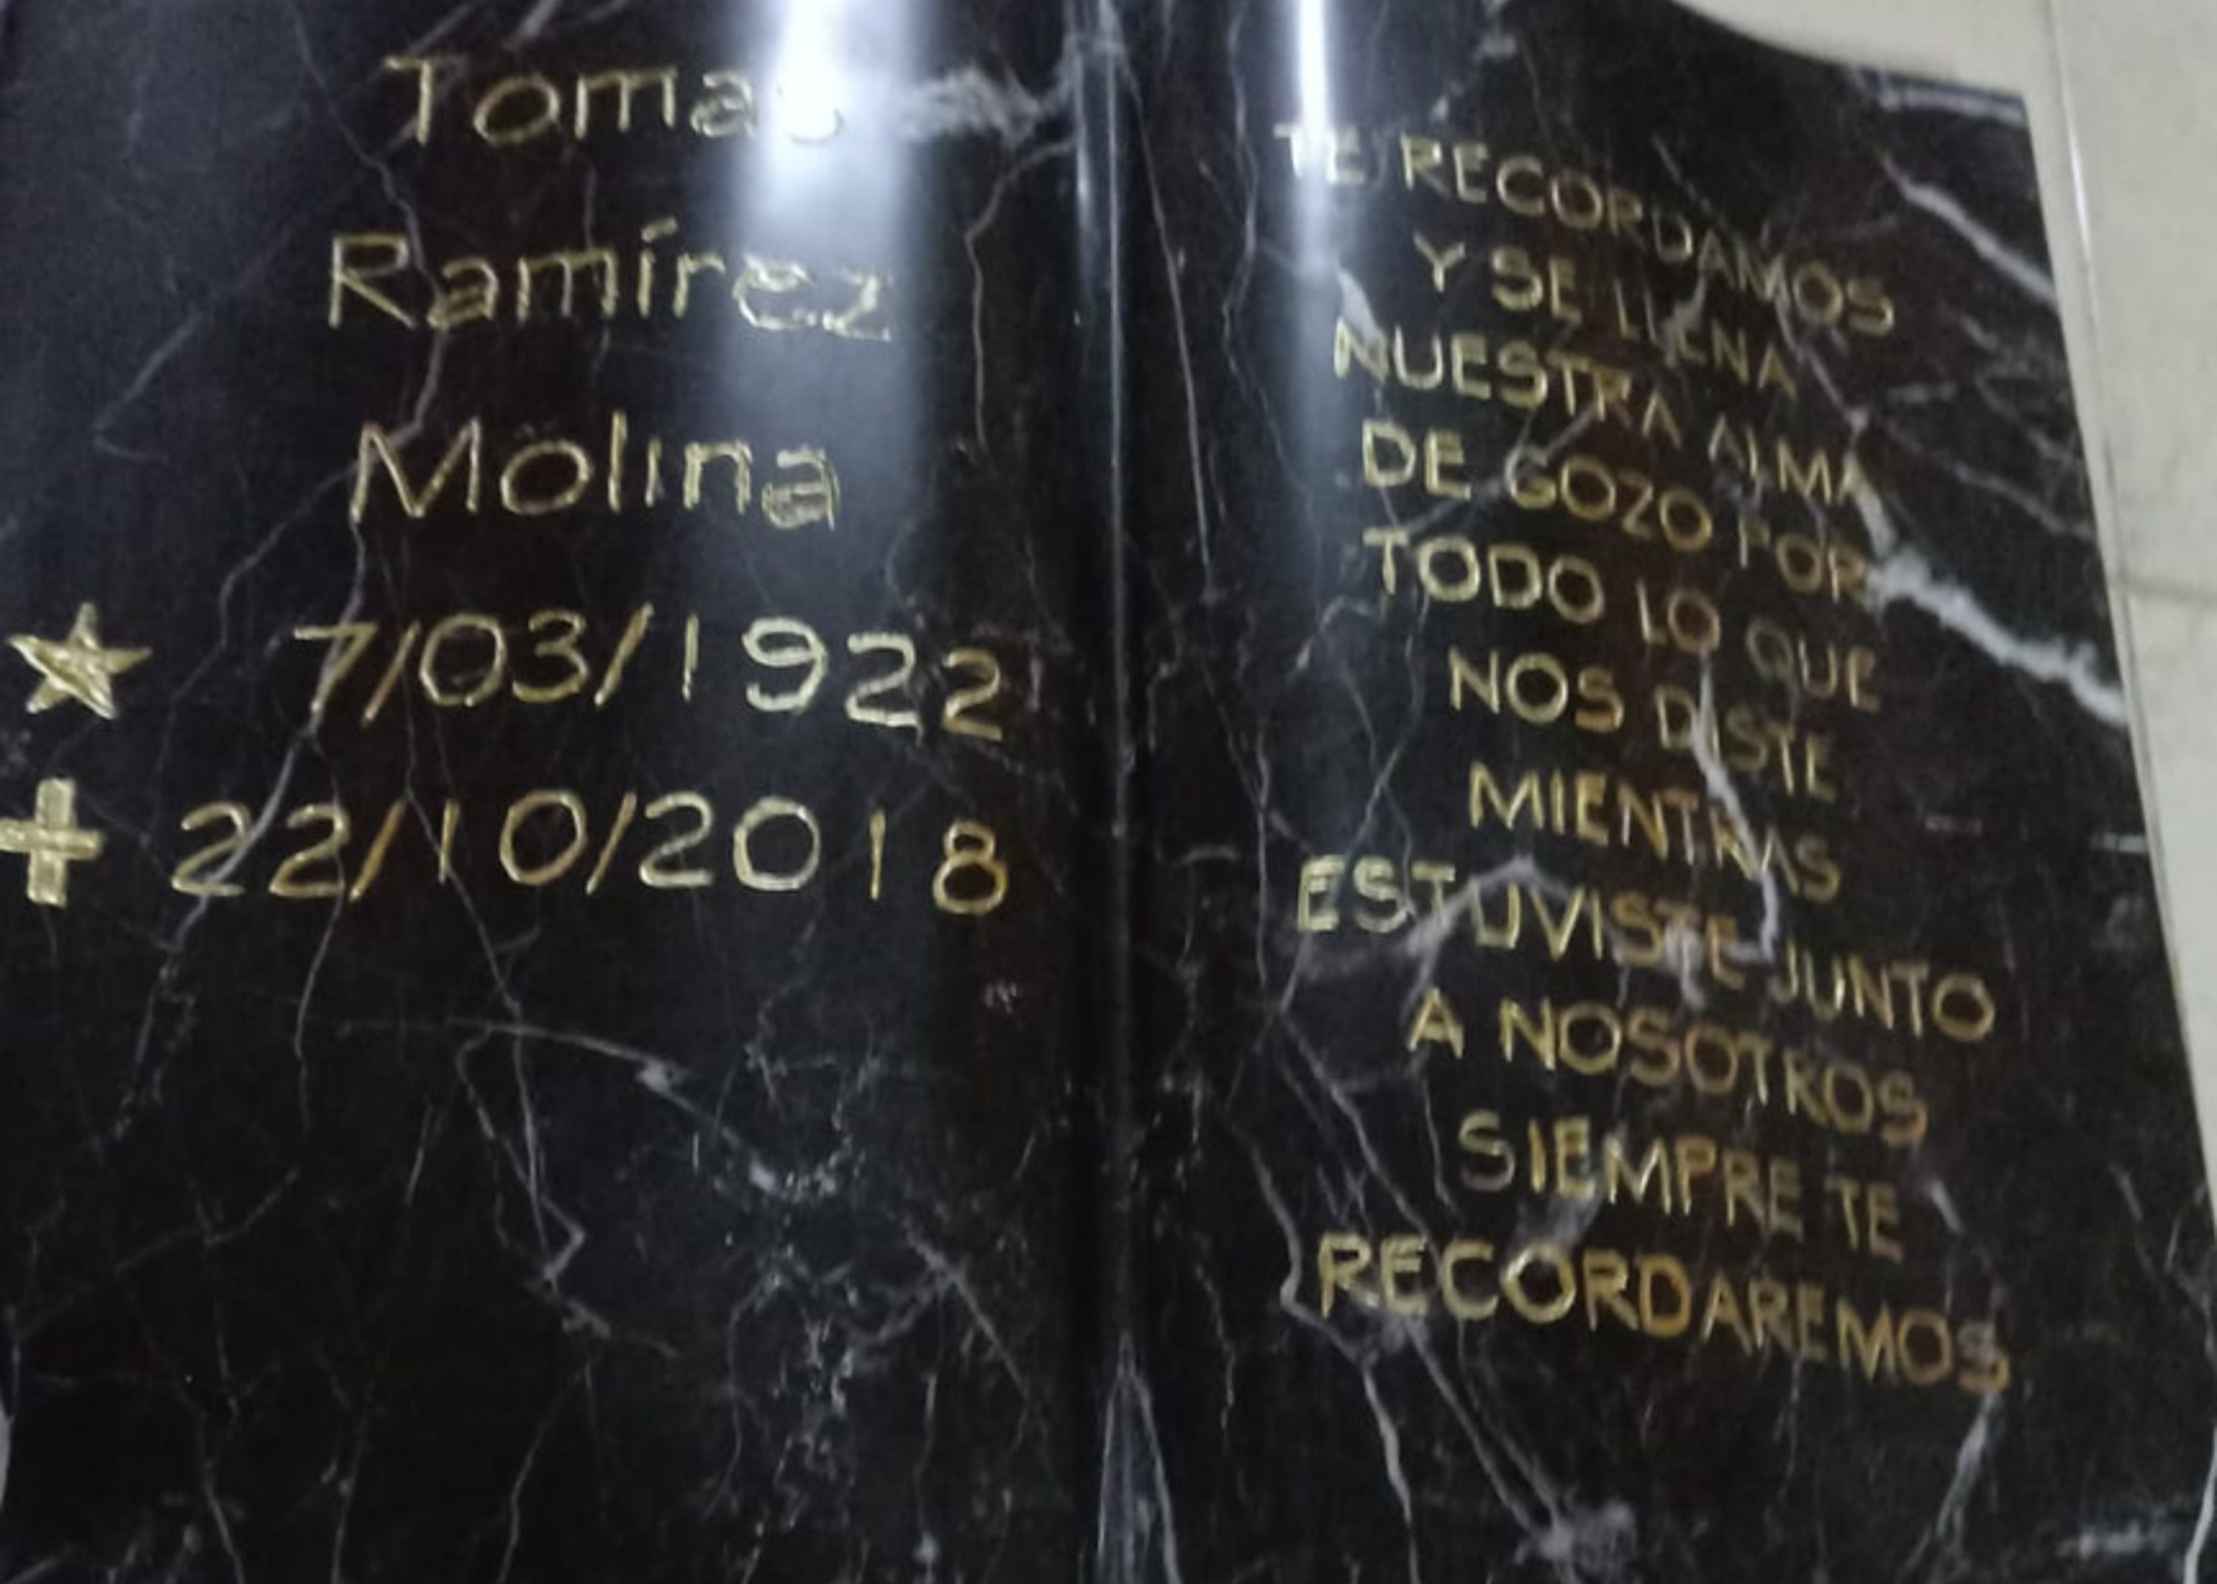 Tomas
Ramírez
Molina
7/03/1922
22/10/2018
TE RECORDAMOS
Y SE LLENA
NUESTRA ALMA
DE GOZO POR
TODO LO QUE
NOS DISTE
MIENTRAS
ESTUVISTE JUNTO
A NOSOTROS
SIEMPRE TE
RECORDAREMOS